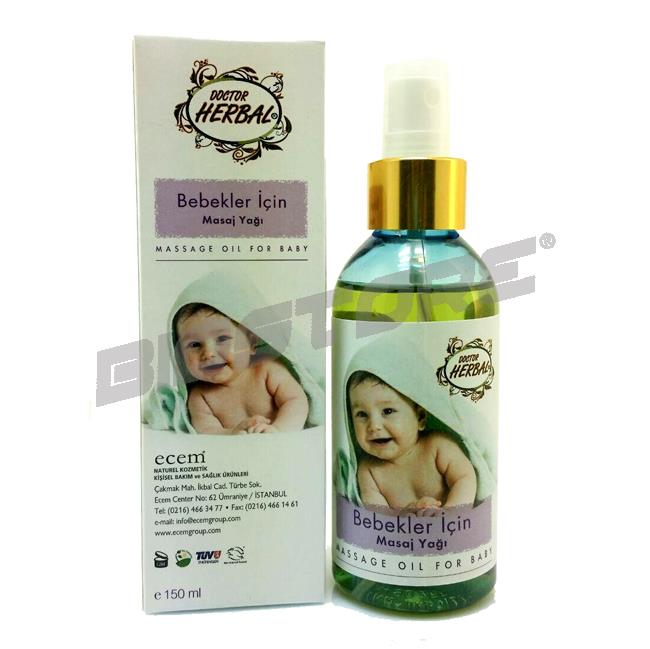 DOCTOR
HERBAL®
Bebekler İçin
Masaj Yağı
MASSAGE OIL FOR BABY
ecem
NATUREL KOZMETİK
KİŞİSEL BAKIM ve SAĞLIK ÜRÜNLERİ
Çakmak Mah. İkbal Cad. Türbe Sok.
Ecem Center No: 62 Ümraniye / İSTANBUL
Tel: (0216) 466 34 77 • Fax: (0216) 466 14 61
e-mail: info@ecemgroup.com
www.ecemgroup.com
12M
TÜV
e 150 ml
DOCTOR
HERBAL
Bebekler İçin
Masaj Yağı
MASSAGE OIL FOR BABY
®